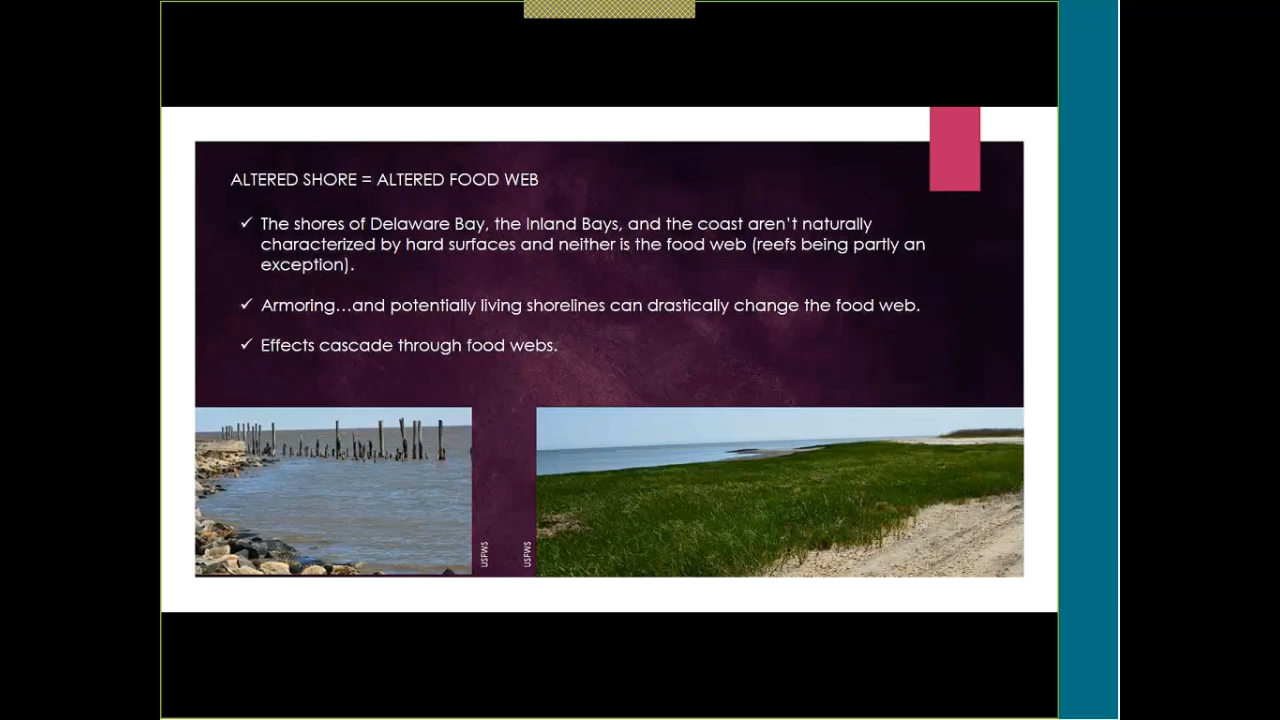 ALTERED SHORE = ALTERED FOOD WEB
✓ The shores of Delaware Bay, the Inland Bays, and the coast aren't naturally
characterized by hard surfaces and neither is the food web (reefs being partly an
exception).
✓ Armoring…and potentially living shorelines can drastically change the food web.
✓ Effects cascade through food webs.
USFWS
USFWS